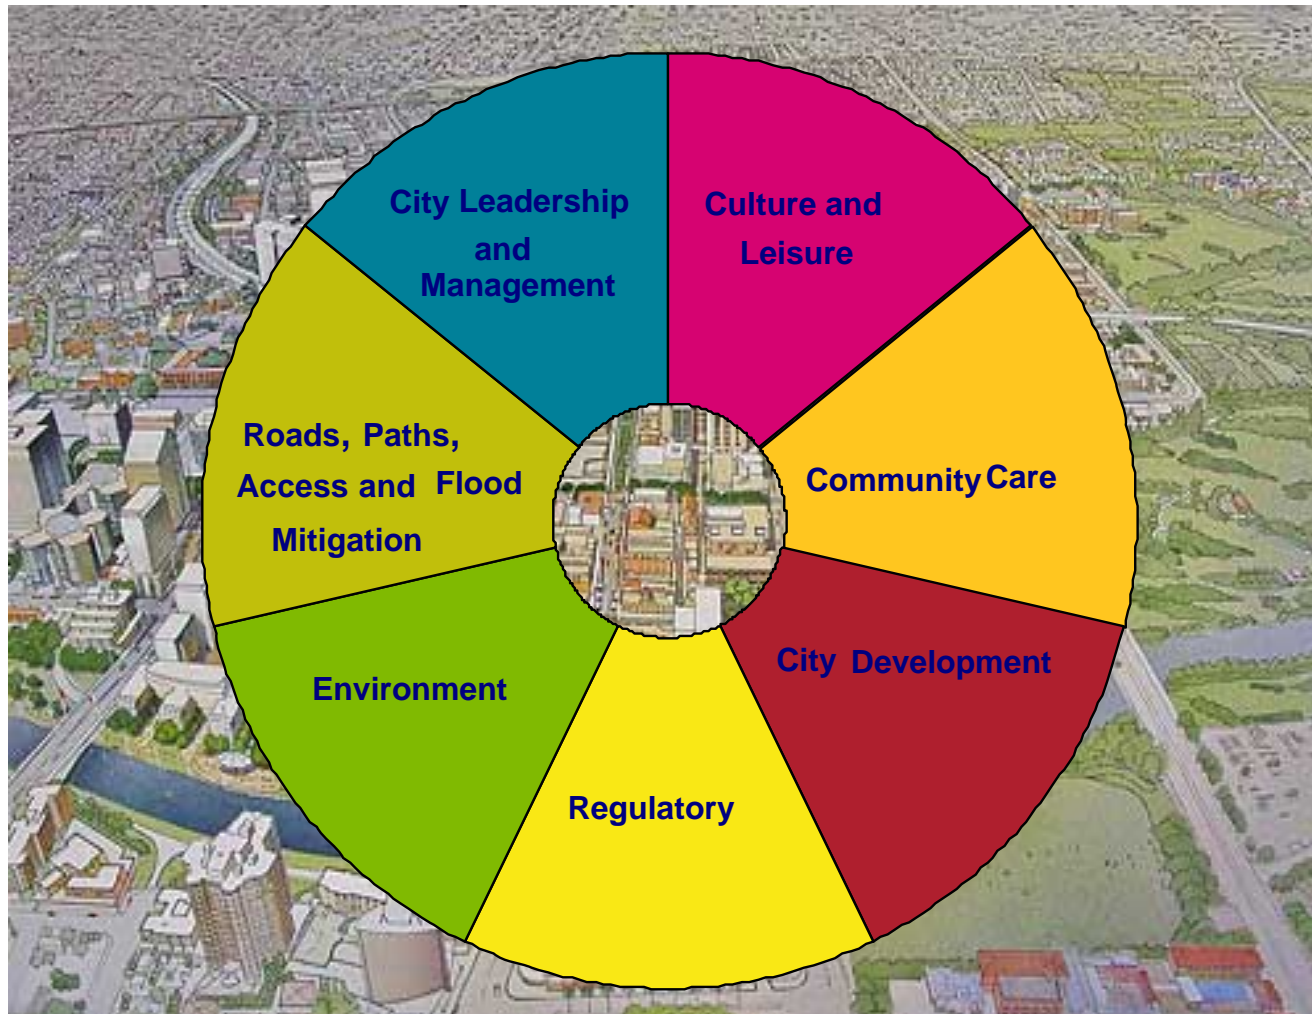 City Leadership
and
Management
Culture and
Leisure
Community Care
City Development
Regulatory
Environment
Roads, Paths,
Access and Flood
Mitigation